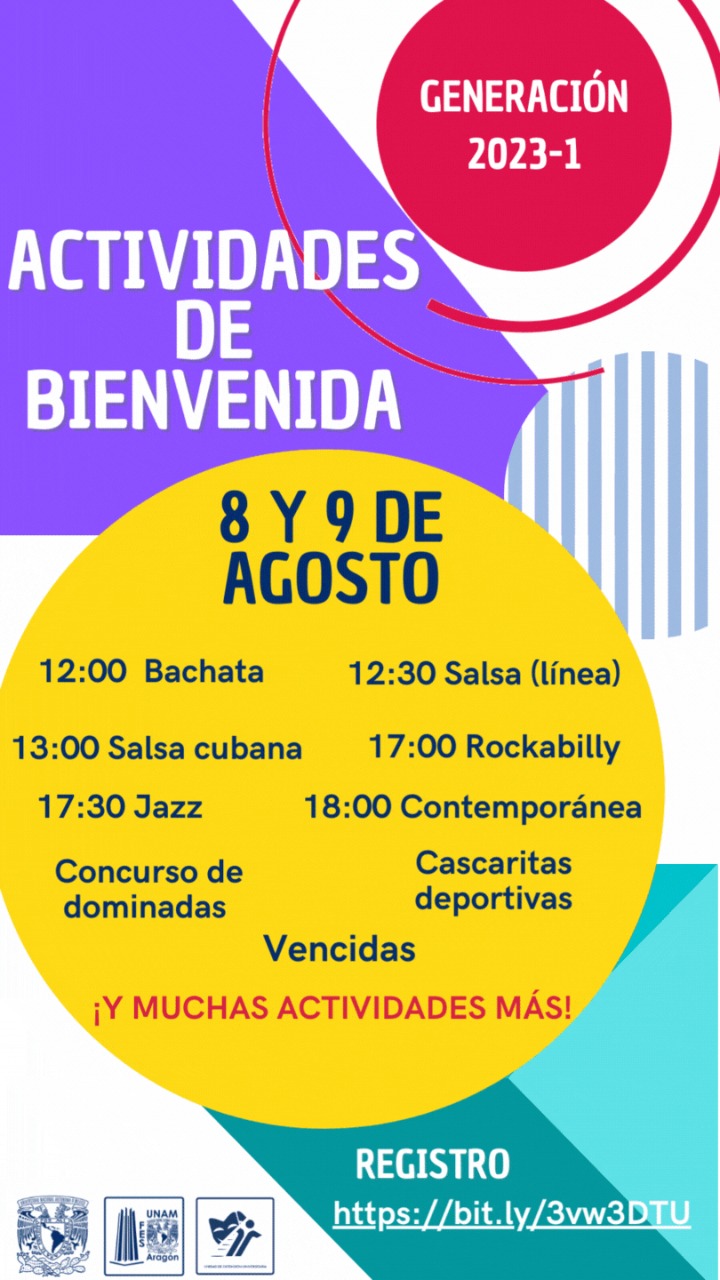 GENERACIÓN
2023-1
ACTIVIDADES
DE
BIENVENIDA
8 Y 9 DE
AGOSTO
12:00 Bachata
12:30 Salsa (línea)
13:00 Salsa cubana
17:00 Rockabilly
17:30 Jazz
18:00 Contemporánea
Concurso de
dominadas
Cascaritas
deportivas
Vencidas
¡Y MUCHAS ACTIVIDADES MÁS!
REGISTRO
https://bit.ly/3vw3DTU
UNAM
FES
Aragón